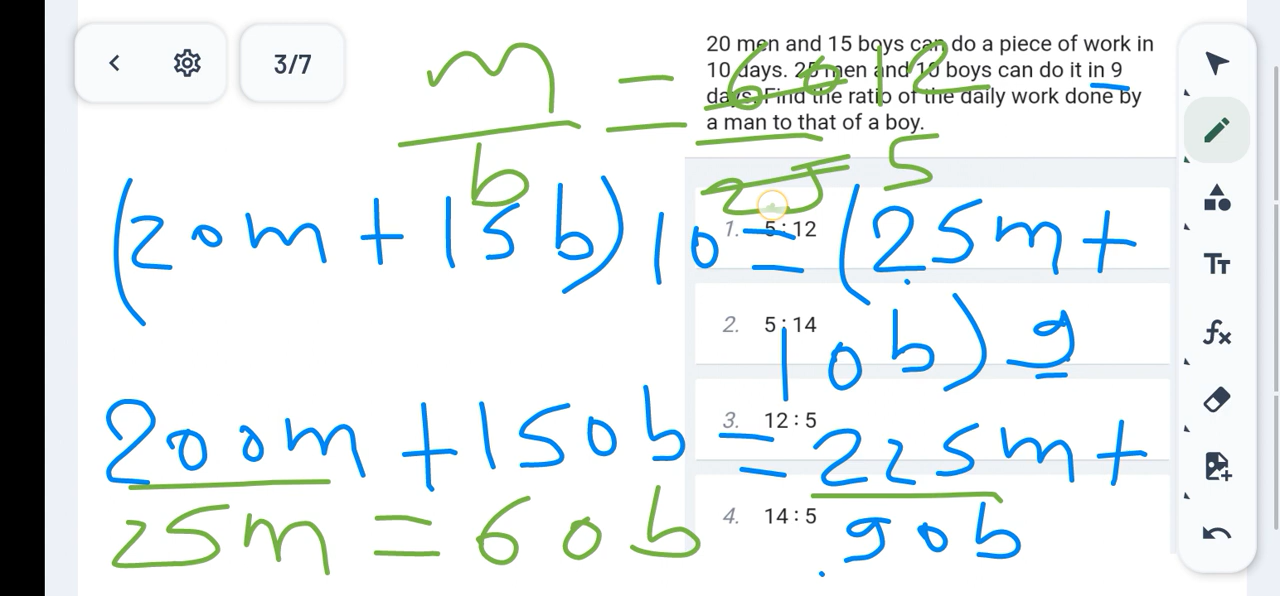 3/7
20 men and 15 boys can do a piece of work in
10 days. 25 men and 10 boys can do it in 9
days. Find the ratio of the daily work done by
a man to that of a boy.
m/b = 60/25 = 12/5
(20m + 15b)10 = (25m +
10b)9
1. 5 : 12
2. 5 : 14
3. 12 : 5
4. 14 : 5
200m + 150b = 225m +
90b
25m = 60b
Tт
fx